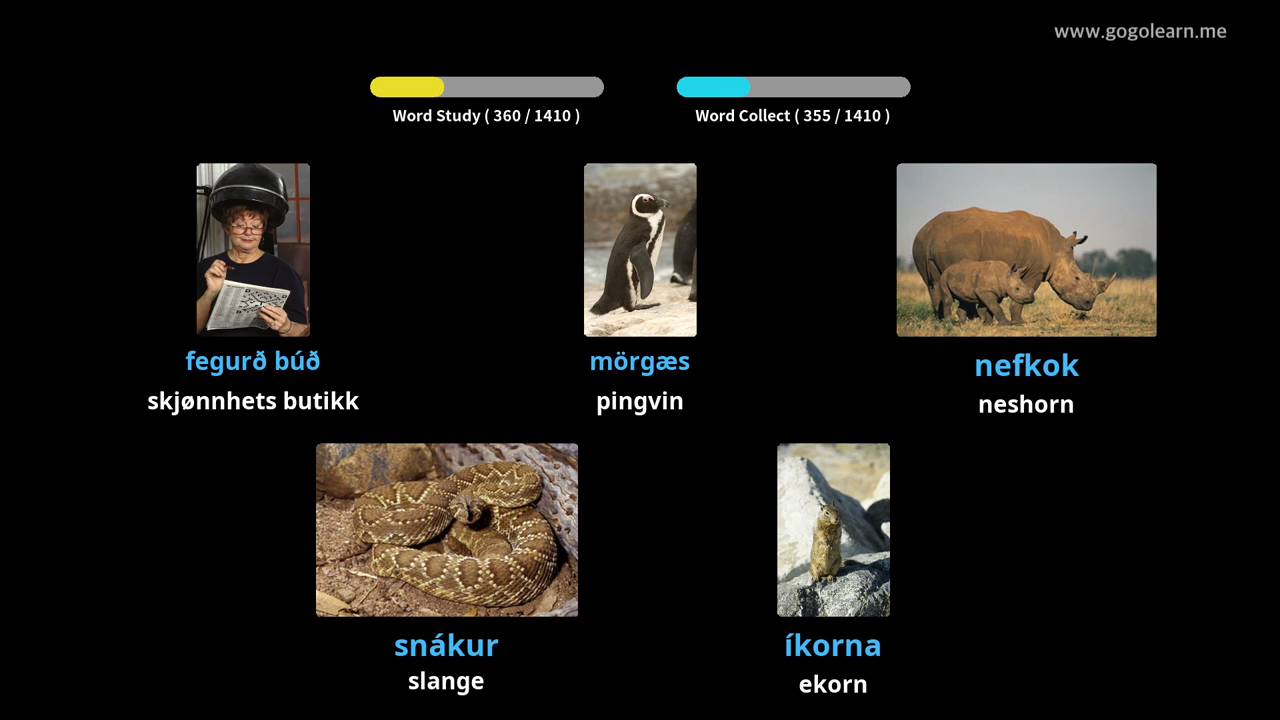 www.gogolearn.me
Word Study ( 360 / 1410 )
Word Collect ( 355 / 1410 )
fegurð búð
skjønnhets butikk
mörgæs
pingvin
nefkok
neshorn
snákur
slange
íkorna
ekorn